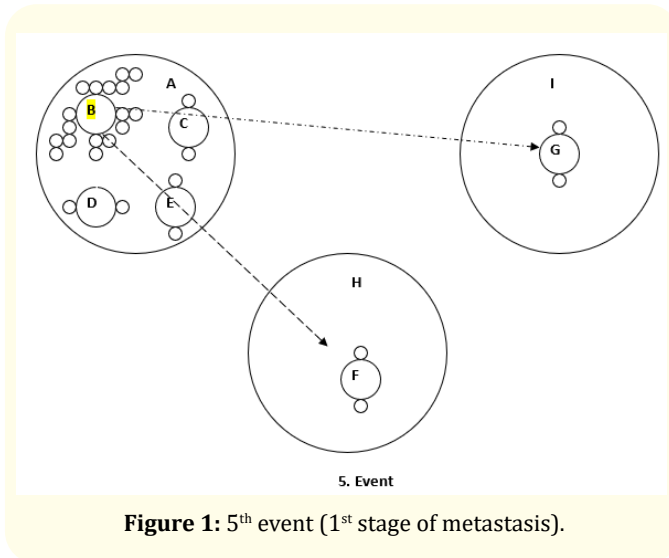 A
I
B
C
G
D
E
H
F
5. Event
Figure 1: 5th event (1st stage of metastasis).